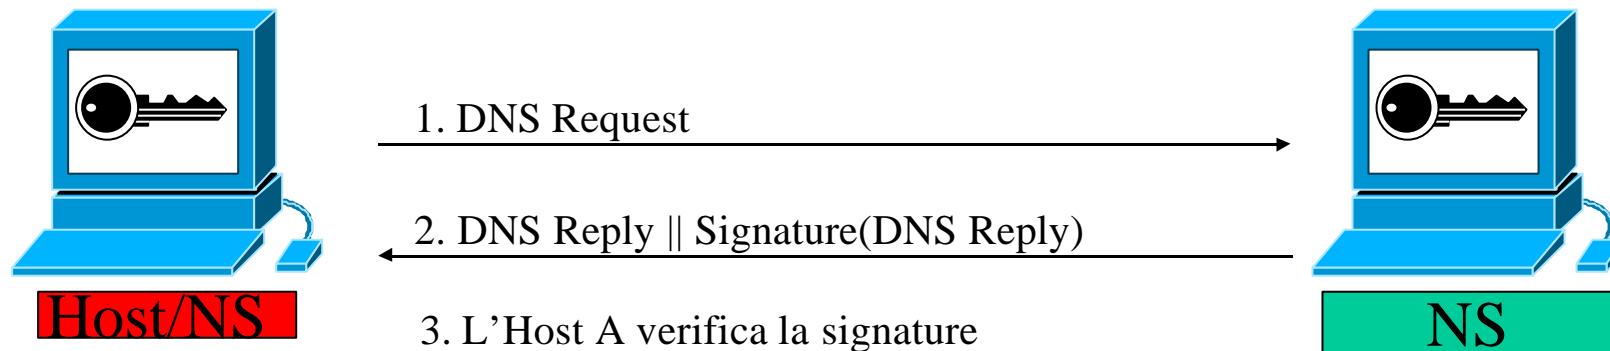 1. DNS Request
2. DNS Reply || Signature(DNS Reply)
Host/NS
NS
3. L’Host A verifica la signature